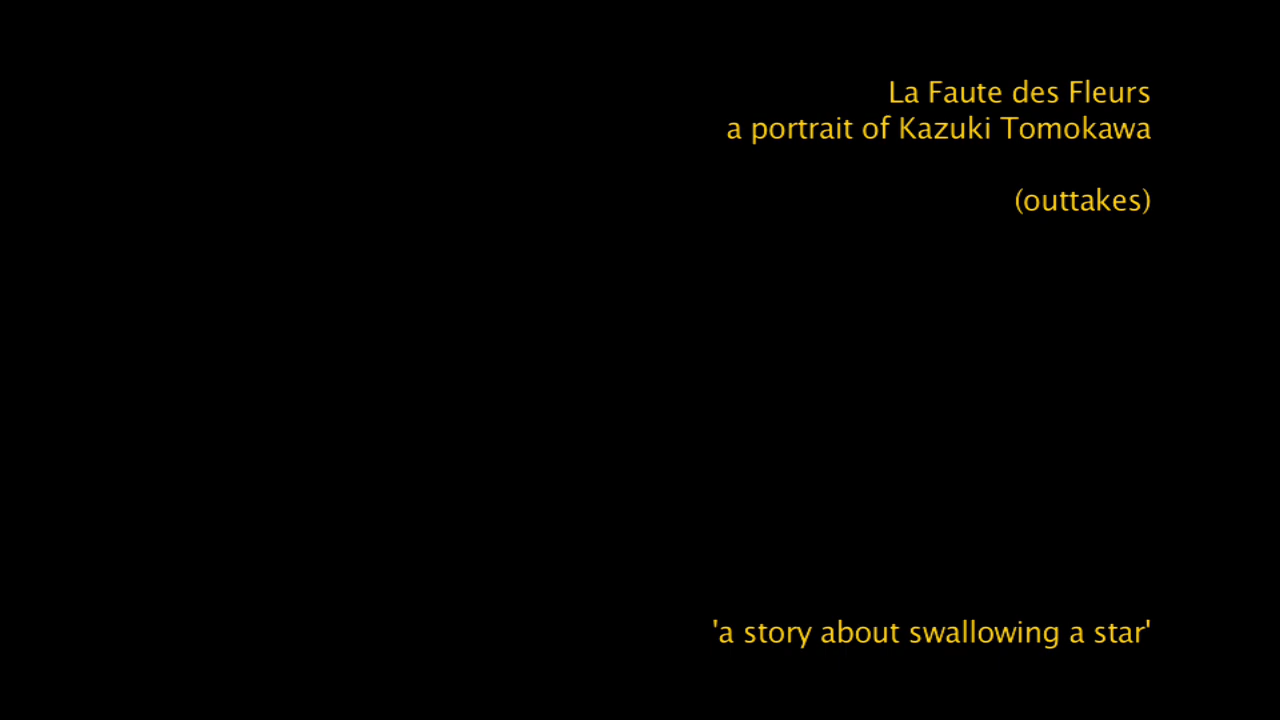 La Faute des Fleurs
a portrait of Kazuki Tomokawa
(outtakes)
'a story about swallowing a star'